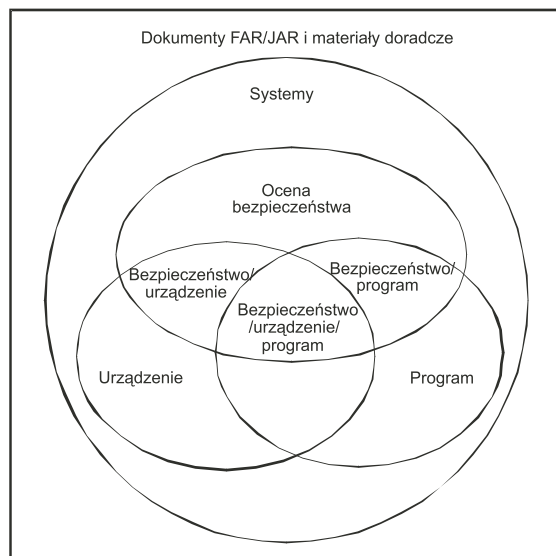 Dokumenty FAR/JAR i materiały doradcze
Systemy
Ocena
bezpieczeństwa
Bezpieczeństwo/
urządzenie
Bezpieczeństwo/
program
Bezpieczeństwo
/urządzenie/
program
Urządzenie
Program